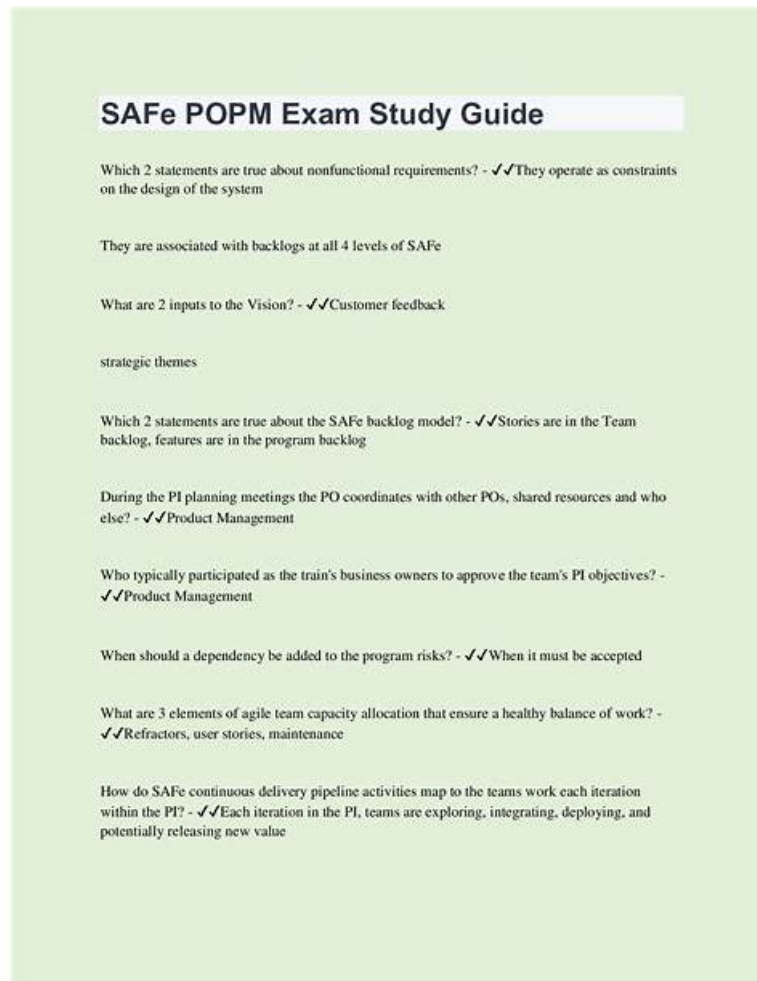 SAFe POPM Exam Study Guide
Which 2 statements are true about nonfunctional requirements? - ✓✓They operate as constraints
on the design of the system
They are associated with backlogs at all 4 levels of SAFe
What are 2 inputs to the Vision? - ✓✓Customer feedback
strategic themes
Which 2 statements are true about the SAFe backlog model? - ✓✓Stories are in the Team
backlog, features are in the program backlog
During the PI planning meetings the PO coordinates with other POs, shared resources and who
else? - ✓✓Product Management
Who typically participated as the train's business owners to approve the team's PI objectives? -
✓✓Product Management
When should a dependency be added to the program risks? - ✓✓When it must be accepted
What are 3 elements of agile team capacity allocation that ensure a healthy balance of work? -
✓✓Refractors, user stories, maintenance
How do SAFe continuous delivery pipeline activities map to the teams work each iteration
within the PI? - ✓✓Each iteration in the PI, teams are exploring, integrating, deploying, and
potentially releasing new value